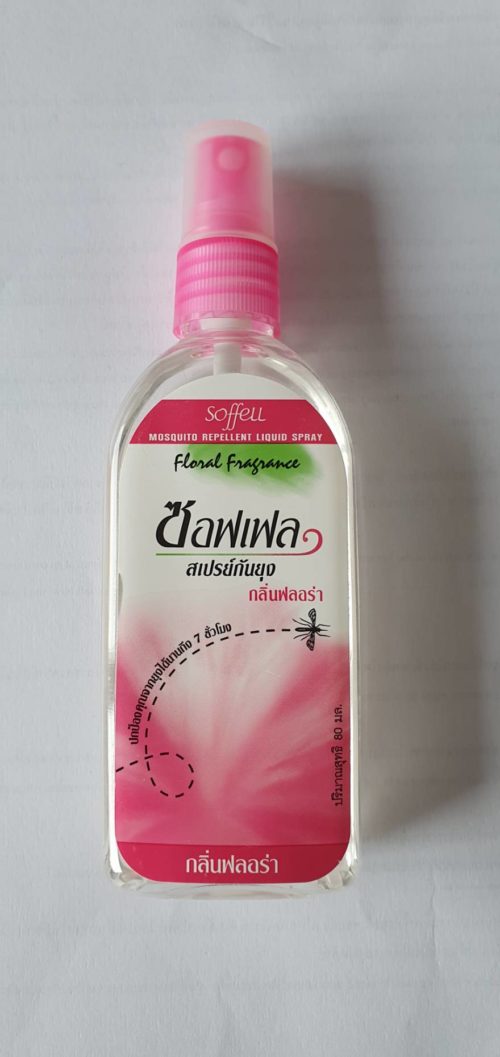 soffell
MOSQUITO REPELLENT LIQUID SPRAY
Floral Fragrance
ซอฟเฟล
สเปรย์กันยุง
กลิ่นฟลอร่า
ปกป้องคุณจากยุงได้นานถึง 7 ชั่วโมง
ปริมาณสุทธิ 80 มล.
กลิ่นฟลอร่า